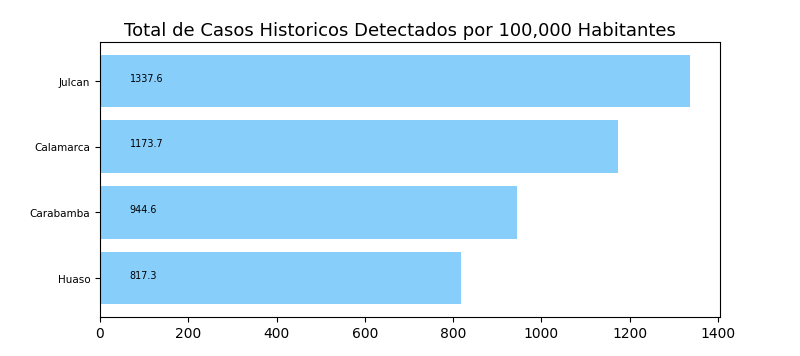 Total de Casos Historicos Detectados por 100,000 Habitantes
Julcan 1337.6
Calamarca 1173.7
Carabamba 944.6
Huaso 817.3
0 200 400 600 800 1000 1200 1400